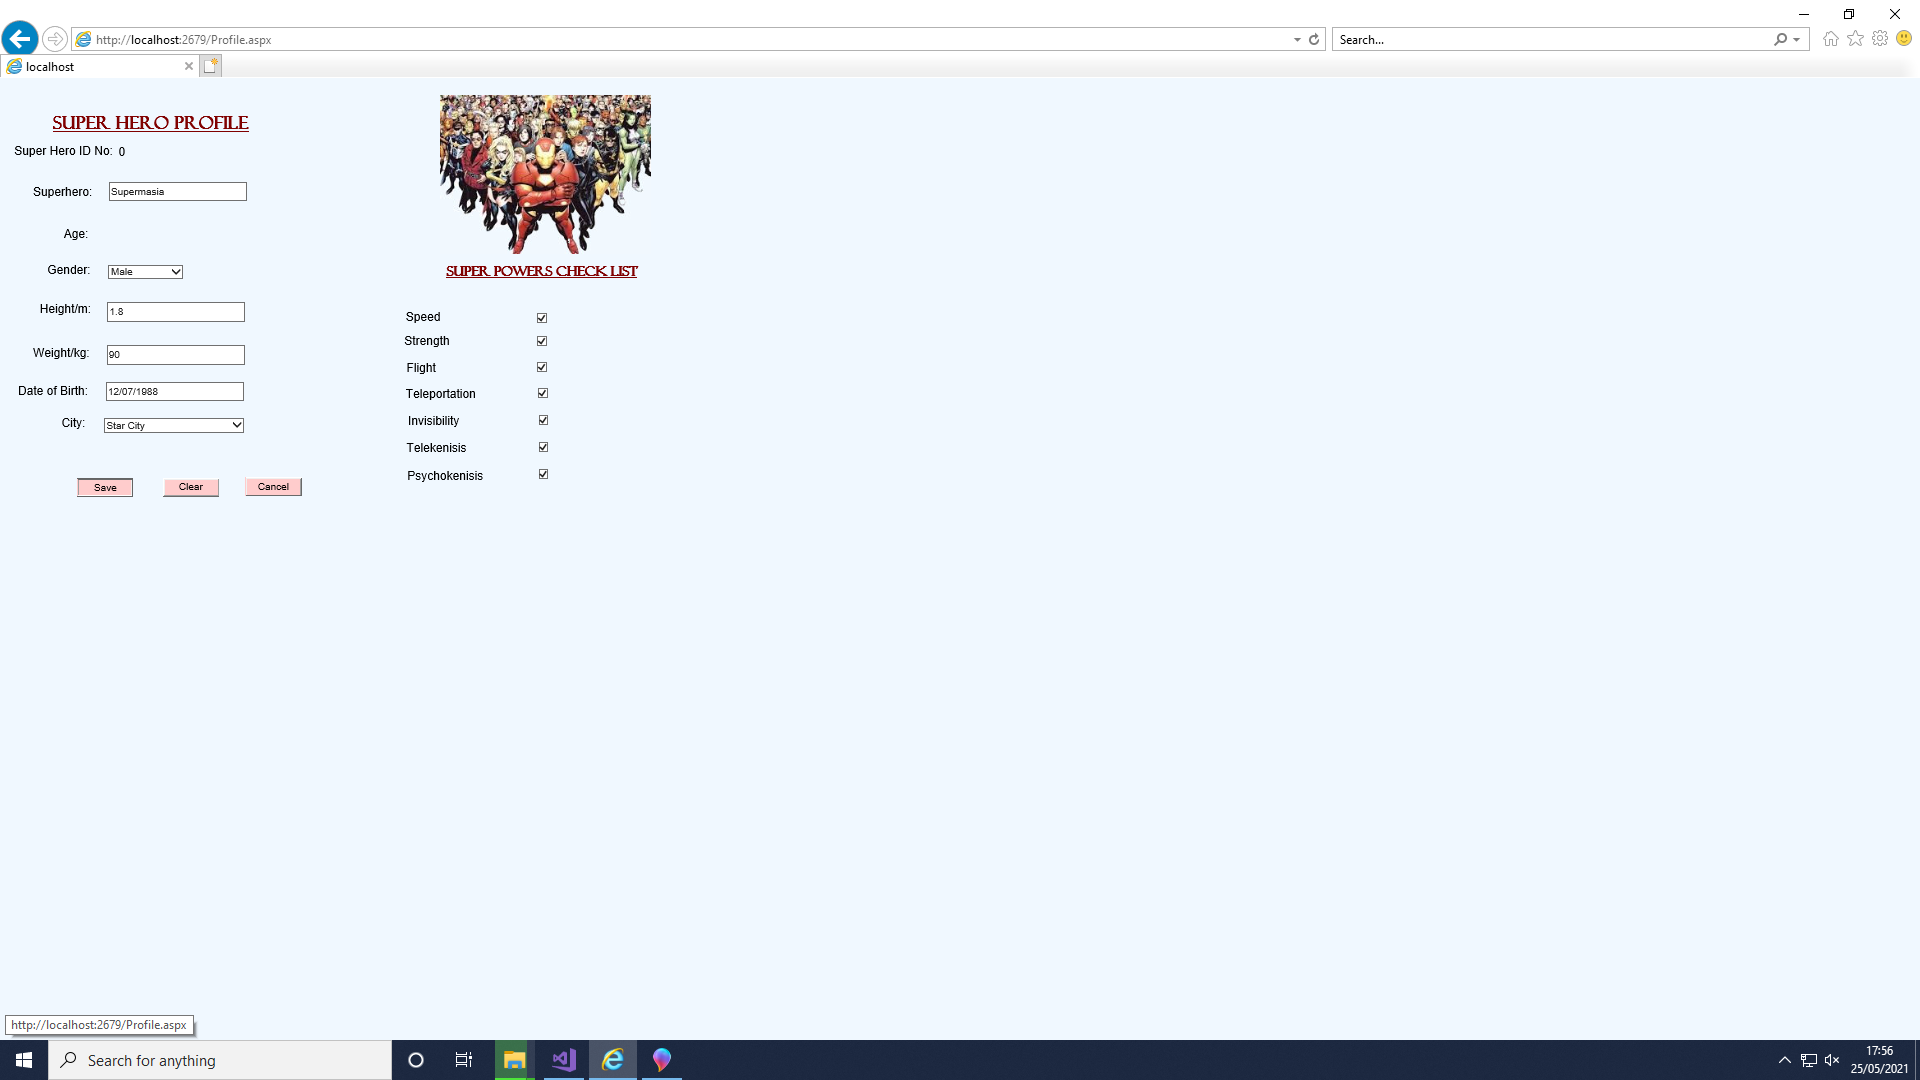 http://localhost:2679/Profile.aspx
Search...
localhost
SUPER HERO PROFILE
Super Hero ID No: 0
Superhero: Supermasia
Age:
Gender: Male
Height/m: 1.8
Weight/kg: 90
Date of Birth: 12/07/1988
City: Star City
Save Clear Cancel
SUPER POWERS CHECK LIST
Speed
Strength
Flight
Teleportation
Invisibility
Telekenisis
Psychokenisis
http://localhost:2679/Profile.aspx
Search for anything
17:56
25/05/2021